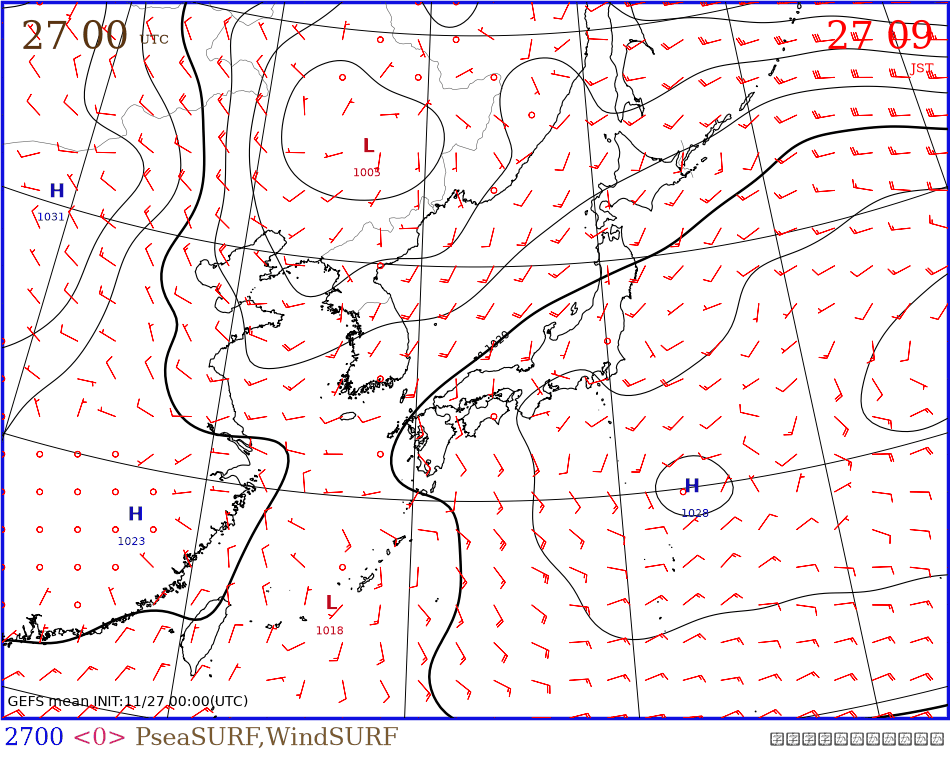 27 00 UTC
27 09
JST
L
1005
H
1031
1020
H
1028
H
1023
L
1018
GEFS mean INIT:11/27 00:00(UTC)
2700 <0> PseaSURF,WindSURF